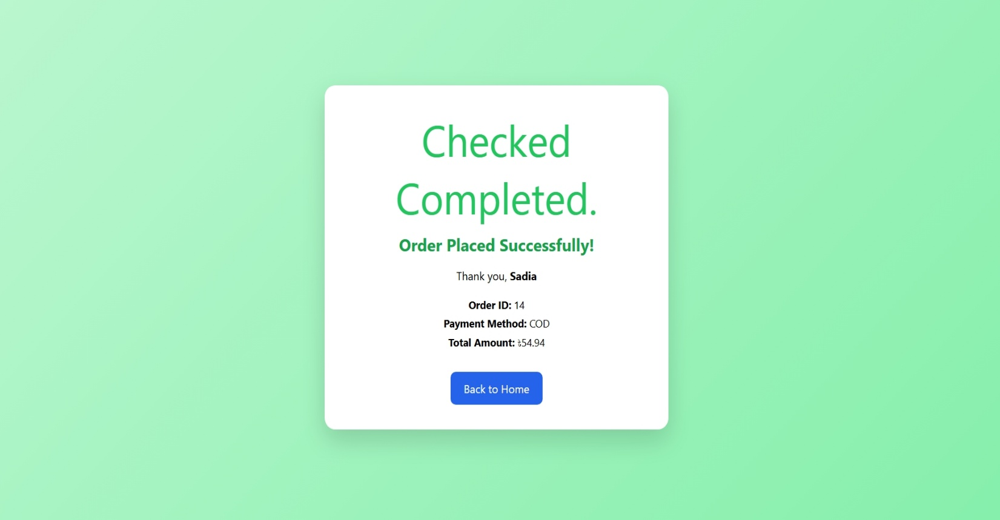 Checked
Completed.
Order Placed Successfully!
Thank you, Sadia
Order ID: 14
Payment Method: COD
Total Amount: ৳54.94
Back to Home